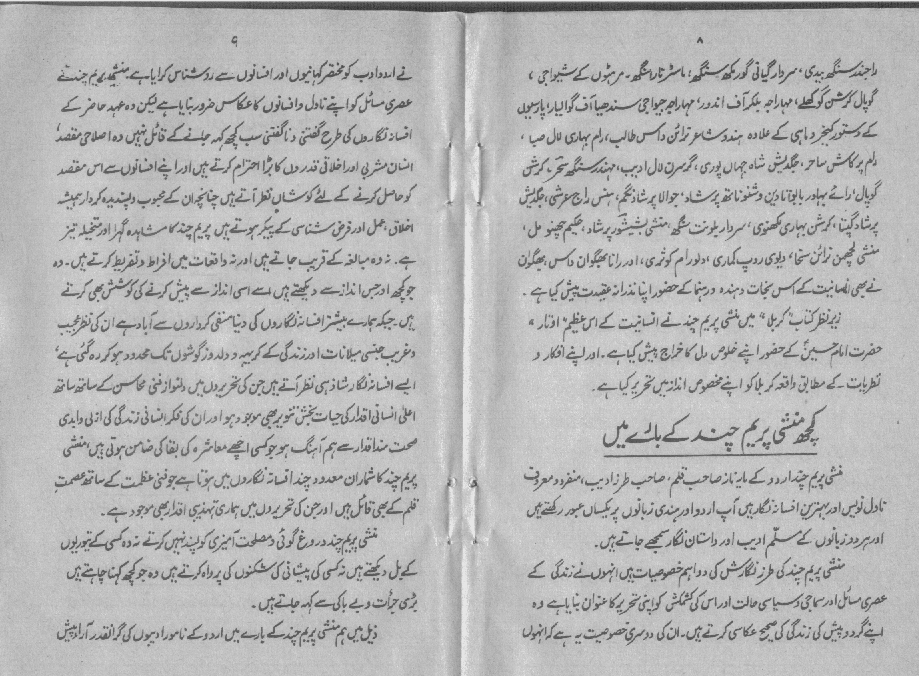 ۸
راجندر سنگھ بیدی، سردار گیانی گورمکھ سنگھ، ماسٹر تارا سنگھ۔ مرہٹوں کے شیواجی،
گوپال کرشن گوکھلے، مہاراجہ ہلکر آف اندور، مہاراجہ جیواجی سندھیا آف گوالیار، پارسیوں
کے دستور کیخسرو ماہی کے علاوہ ہندو شاعر نرائن داس طالب، رام بہاری لال صبا،
رام پرکاش ساحر، جگدیش شاہ جہاں پوری، گرسرن لال ادیب، مہندر سنگھ سحر، کرشن
گوپال، رائے بہادر بابو اتا دین وشنو ناتھ پرشاد، جوالا پرشاد نجم، ہنس راج عرشی، جگدیش
پرشاد گپتا، کرشن بہاری لکھنوی، سردار بلونت سنگھ، منشی بشیشور پرشاد، حکیم چھنو مل،
منشی لچھمن نرائن سخا، دیوی روپ کماری، دلو رام کوثری، اور رانا بھگوان داس بھگوان
نے بھی انسانیت کے اس نجات دہندہ و رہنما کے حضور اپنا نذرانہ عقیدت پیش کیا ہے۔
زیر نظر کتاب "کربلا" میں منشی پریم چند نے انسانیت کے اس عظیم "اوتار"
حضرت امام حسینؑ کے حضور اپنے خلوص دل کا خراج پیش کیا ہے۔ اور اپنے افکار و
نظریات کے مطابق واقعہ کربلا کو اپنے مخصوص انداز میں تحریر کیا ہے۔
کچھ منشی پریم چند کے بارے میں
منشی پریم چند اردو کے مایہ ناز صاحب قلم، صاحب طرز ادیب، منفرد و معروف
ناول نویس اور بہترین افسانہ نگار ہیں آپ اردو اور ہندی زبانوں پر یکساں عبور رکھتے ہیں
اور ہر دو زبانوں کے مسلّم ادیب اور داستان نگار سمجھے جاتے ہیں۔
منشی پریم چند کی طرز نگارش کی دو اہم خصوصیات ہیں انہوں نے زندگی کے
عصری مسائل اور سماجی و سیاسی حالت اور اس کی کشمکش کو اپنی تحریر کا عنوان بنایا ہے وہ
اپنے گرد و پیش کی زندگی کی صحیح عکاسی کرتے ہیں۔ ان کی دوسری خصوصیت یہ ہے کہ انہوں
۹
نے اردو ادب کو مختصر کہانیوں اور افسانوں سے روشناس کرایا ہے۔ منشی پریم چند نے
عصری مسائل کو اپنے ناول و افسانوں کا عکاس ضرور بنایا ہے لیکن وہ عہد حاضر کے
افسانہ نگاروں کی طرح گفتنی و ناگفتنی سب کچھ کہہ جانے کے قائل نہیں وہ اصلاحی مقصد،
انسان مشربی اور اخلاقی قدروں کا بڑا احترام کرتے ہیں اور اپنے افسانوں سے اس مقصد
کو حاصل کرنے کے لئے کوشاں نظر آتے ہیں چنانچہ ان کے محبوب و پسندیدہ کردار ہمیشہ
اخلاق، عمل اور فرض شناسی کے پیکر ہوتے ہیں پریم چند کا مشاہدہ گہرا اور متخیلہ تیز
ہے۔ نہ وہ مبالغہ کے قریب جاتے ہیں اور نہ واقعات میں افراط و تفریط کرتے ہیں۔ وہ
جو کچھ اور جس انداز سے دیکھتے ہیں اسے اسی انداز سے پیش کرنے کی کوشش بھی کرتے
ہیں۔ جبکہ ہمارے بیشتر افسانہ نگاروں کی دنیا منفی کرداروں سے آباد ہے ان کی نظر عجیب
و غریب جنسی میلانات اور زندگی کے کریہہ و دلدوز گوشوں تک محدود ہو کر رہ گئی ہے،
ایسے افسانہ نگار شاذ ہی نظر آتے ہیں جن کی تحریروں میں دلنواز فنی محاسن کے ساتھ ساتھ
اعلیٰ انسانی اقدار کی حیات بخش تنویر بھی موجود ہو اور ان کی فکر انسانی زندگی کی ازلی و ابدی
صحت مند اقدار سے ہم آہنگ ہو جو کسی اچھے معاشرہ کی بقا کی ضامن ہوتی ہیں، منشی
پریم چند کا شمار ان معدودے چند افسانہ نگاروں میں ہوتا ہے جو فنی عظمت کے ساتھ عصمتِ
قلم کے بھی قائل ہیں اور جن کی تحریروں میں ہماری تہذیبی اقدار بھی موجود ہے۔
منشی پریم چند دروغ گوئی و مصلحت آمیزی کو پسند نہیں کرتے نہ وہ کسی کے تیوریوں
کے بل دیکھتے ہیں نہ کسی کی پیشانی کی شکنوں کی پرواہ کرتے ہیں وہ جو کچھ کہنا چاہتے ہیں
بڑی جرأت و بے باکی سے کہہ جاتے ہیں۔
ذیل میں ہم منشی پریم چند کے بارے میں اردو کے نامور ادیبوں کی گرانقدر آراء پیش